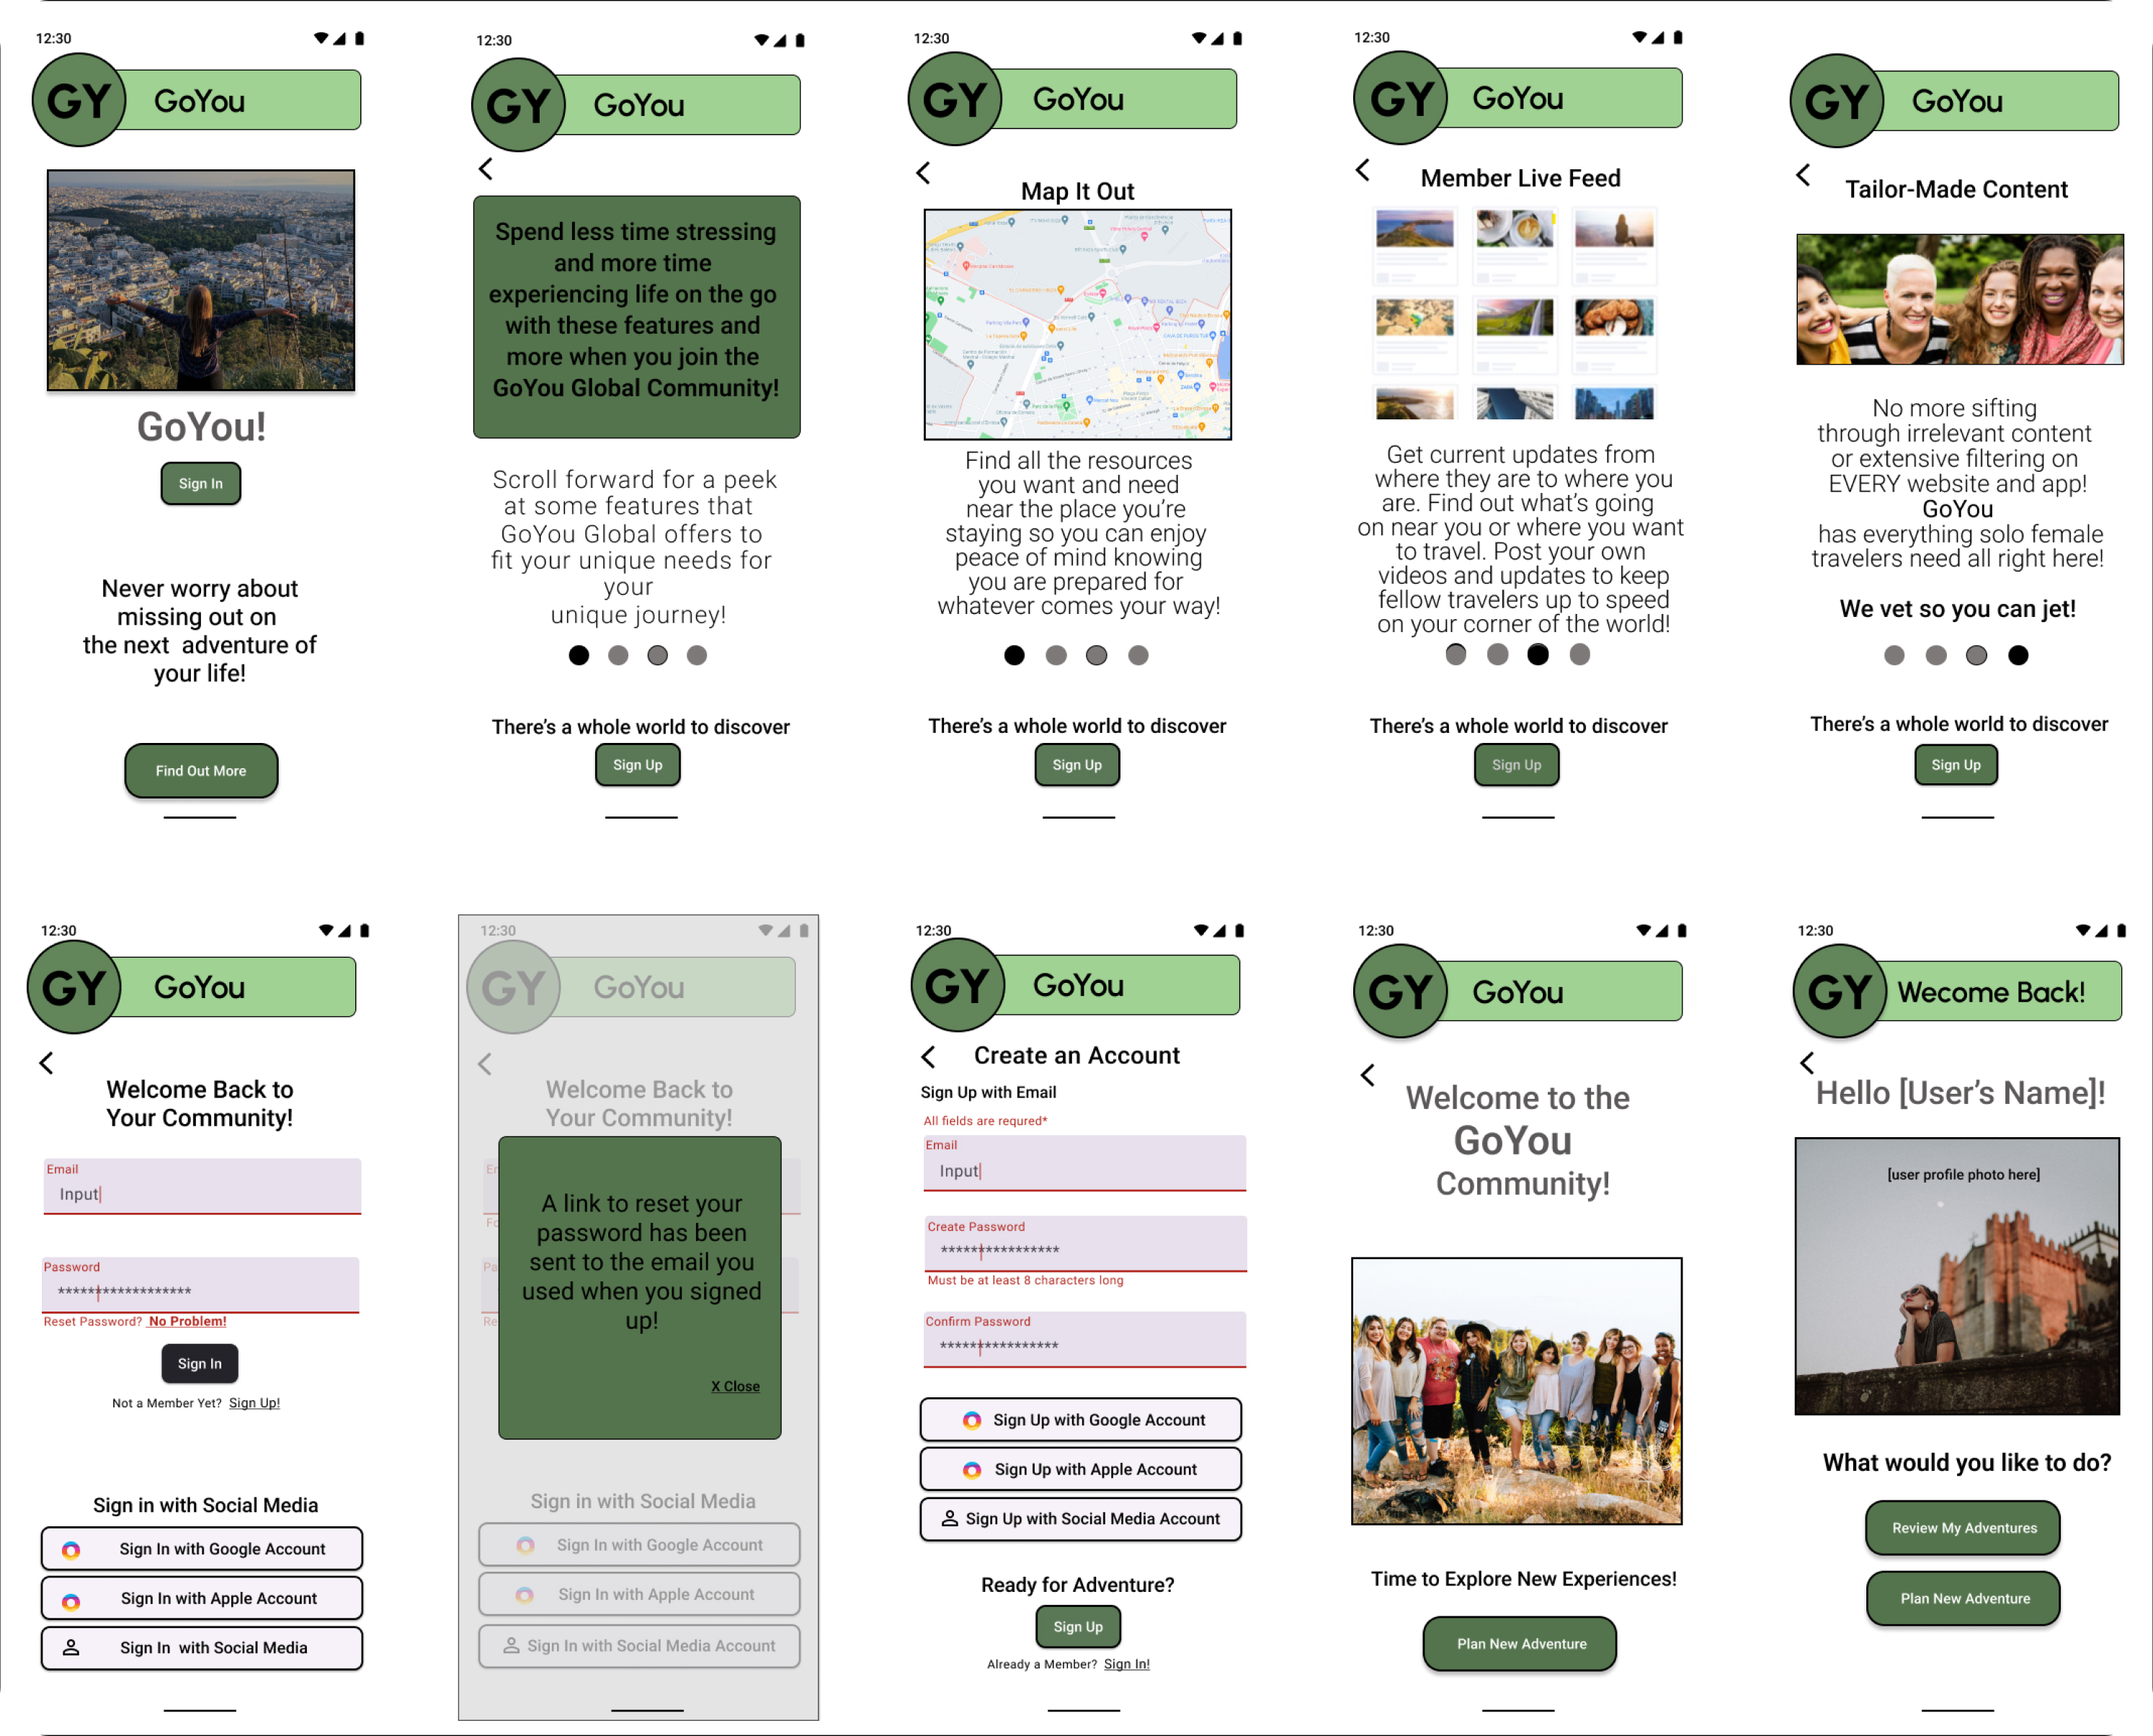 12:30
GY GoYou
GoYou!
Sign In
Never worry about
missing out on
the next  adventure of
your life!
Find Out More
12:30
GY GoYou
Spend less time stressing
and more time
experiencing life on the go
with these features and
more when you join the
GoYou Global Community!
Scroll forward for a peek
at some features that
GoYou Global offers to
fit your unique needs for
your
unique journey!
There’s a whole world to discover
Sign Up
12:30
GY GoYou
Map It Out
Find all the resources
you want and need
near the place you’re
staying so you can enjoy
peace of mind knowing
you are prepared for
whatever comes your way!
There’s a whole world to discover
Sign Up
12:30
GY GoYou
Member Live Feed
Get current updates from
where they are to where you
are. Find out what’s going
on near you or where you want
to travel. Post your own
videos and updates to keep
fellow travelers up to speed
on your corner of the world!
There’s a whole world to discover
Sign Up
GY GoYou
Tailor-Made Content
No more sifting
through irrelevant content
or extensive filtering on
EVERY website and app!
GoYou
has everything solo female
travelers need all right here!
We vet so you can jet!
There’s a whole world to discover
Sign Up
12:30
GY GoYou
Welcome Back to
Your Community!
Email
Input
Password
******************
Reset Password?  No Problem!
Sign In
Not a Member Yet?  Sign Up!
Sign in with Social Media
Sign In with Google Account
Sign In with Apple Account
Sign In  with Social Media
12:30
GY GoYou
Welcome Back to
Your Community!
A link to reset your
password has been
sent to the email you
used when you signed
up!
X Close
Sign in with Social Media
Sign In with Google Account
Sign In with Apple Account
Sign In with Social Media Account
12:30
GY GoYou
Create an Account
Sign Up with Email
All fields are requred*
Email
Input
Create Password
****************
Must be at least 8 characters long
Confirm Password
****************
Sign Up with Google Account
Sign Up with Apple Account
Sign Up with Social Media Account
Ready for Adventure?
Sign Up
Already a Member?  Sign In!
12:30
GY GoYou
Welcome to the
GoYou
Community!
Time to Explore New Experiences!
Plan New Adventure
12:30
GY Wecome Back!
Hello [User’s Name]!
[user profile photo here]
What would you like to do?
Review My Adventures
Plan New Adventure